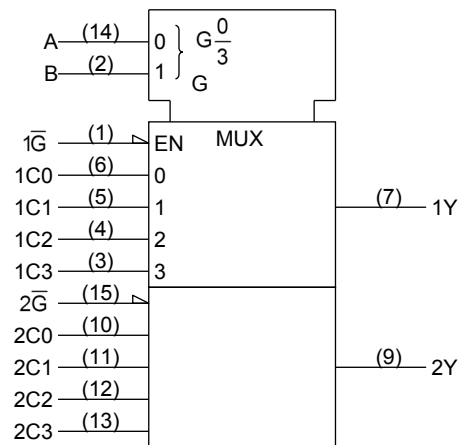 A (14) 0 G 0/3
B (2) 1 G
1G̅ (1) EN MUX
1C0 (6) 0
1C1 (5) 1 (7) 1Y
1C2 (4) 2
1C3 (3) 3
2G̅ (15)
2C0 (10)
2C1 (11) (9) 2Y
2C2 (12)
2C3 (13)